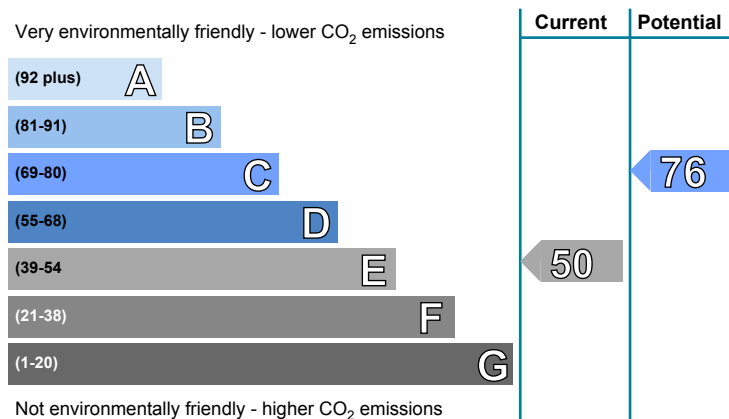 Very environmentally friendly - lower CO2 emissions
Current
Potential
(92 plus) A
(81-91) B
(69-80) C
76
(55-68) D
(39-54 E
50
(21-38) F
(1-20) G
Not environmentally friendly - higher CO2 emissions